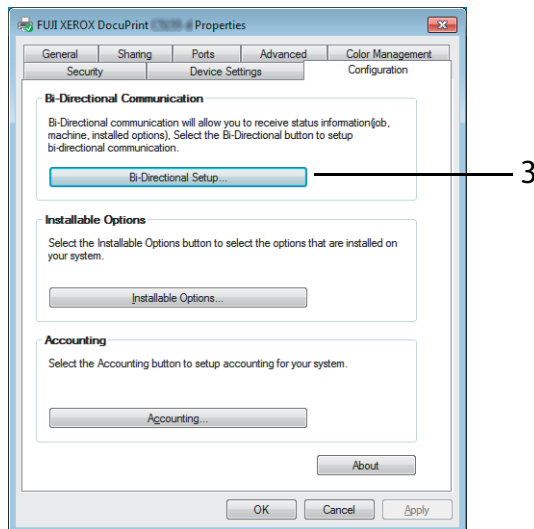 FUJI XEROX DocuPrint Properties
General Sharing Ports Advanced Color Management
Security Device Settings Configuration
Bi-Directional Communication
Bi-Directional communication will allow you to receive status information(job,
machine, installed options), Select the Bi-Directional button to setup
bi-directional communication.
Bi-Directional Setup...
3
Installable Options
Select the Installable Options button to select the options that are installed on
your system.
Installable Options...
Accounting
Select the Accounting button to setup accounting for your system.
Accounting...
About
OK Cancel Apply